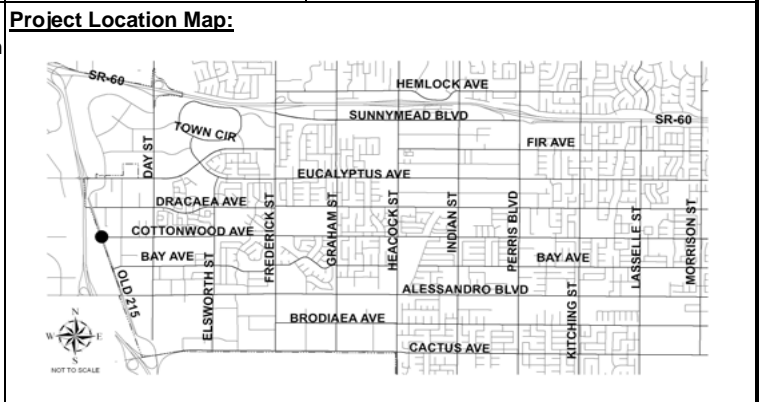 Project Location Map:
SR-60
HEMLOCK AVE
SUNNYMEAD BLVD
SR-60
TOWN CIR
FIR AVE
DAY ST
EUCALYPTUS AVE
DRACAEA AVE
COTTONWOOD AVE
BAY AVE
BAY AVE
ELSWORTH ST
FREDERICK ST
GRAHAM ST
HEACOCK ST
INDIAN ST
PERRIS BLVD
KITCHING ST
LASSELLE ST
MORRISON ST
OLD 215
ALESSANDRO BLVD
BRODIAEA AVE
CACTUS AVE
N
W
E
S
NOT TO SCALE